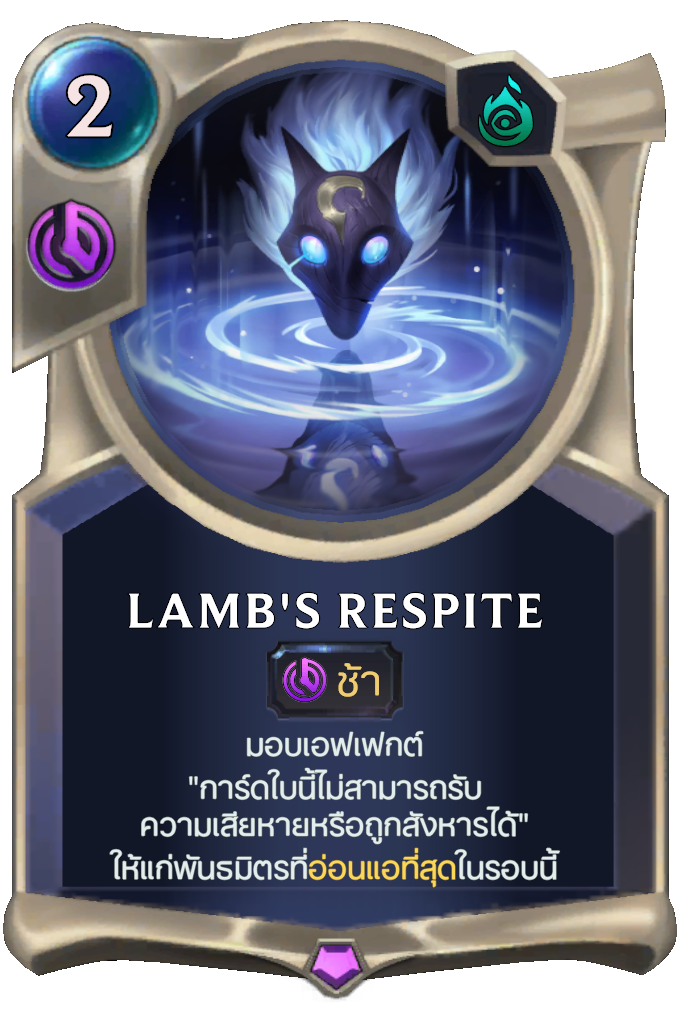 2
LAMB'S RESPITE
ช้า
มอบเอฟเฟกต์
"การ์ดใบนี้ไม่สามารถรับ
ความเสียหายหรือถูกสังหารได้"
ให้แก่พันธมิตรที่อ่อนแอที่สุดในรอบนี้